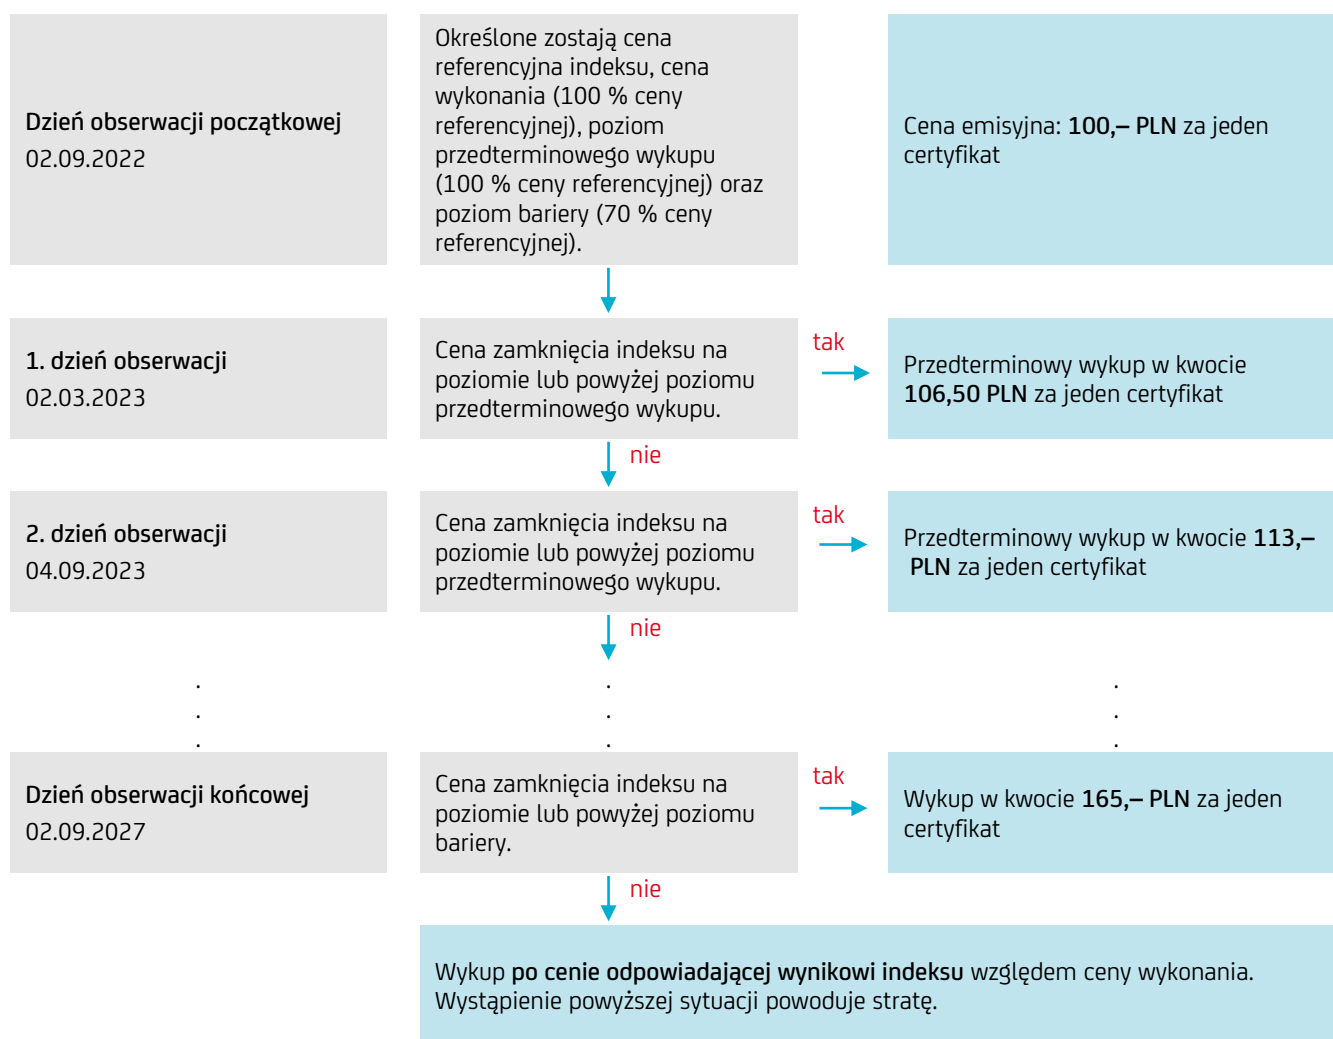 Dzień obserwacji początkowej
02.09.2022
Określone zostają cena
referencyjna indeksu, cena
wykonania (100 % ceny
referencyjnej), poziom
przedterminowego wykupu
(100 % ceny referencyjnej) oraz
poziom bariery (70 % ceny
referencyjnej).
Cena emisyjna: 100,– PLN za jeden
certyfikat
1. dzień obserwacji
02.03.2023
Cena zamknięcia indeksu na
poziomie lub powyżej poziomu
przedterminowego wykupu.
tak
Przedterminowy wykup w kwocie
106,50 PLN za jeden certyfikat
nie
2. dzień obserwacji
04.09.2023
Cena zamknięcia indeksu na
poziomie lub powyżej poziomu
przedterminowego wykupu.
tak
Przedterminowy wykup w kwocie 113,–
PLN za jeden certyfikat
nie
. . .
. . .
. . .
Dzień obserwacji końcowej
02.09.2027
Cena zamknięcia indeksu na
poziomie lub powyżej poziomu
bariery.
tak
Wykup w kwocie 165,– PLN za jeden
certyfikat
nie
Wykup po cenie odpowiadającej wynikowi indeksu względem ceny wykonania.
Wystąpienie powyższej sytuacji powoduje stratę.